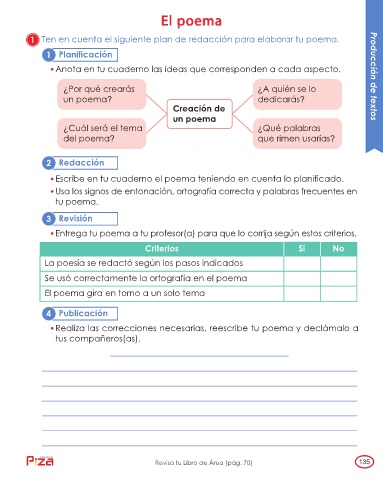 El poema
1 Ten en cuenta el siguiente plan de redacción para elaborar tu poema.
1 Planificación
• Anota en tu cuaderno las ideas que corresponden a cada aspecto.
¿Por qué crearás
un poema?
¿A quién se lo
dedicarás?
Creación de
un poema
¿Cuál será el tema
del poema?
¿Qué palabras
que rimen usarías?
2 Redacción
• Escribe en tu cuaderno el poema teniendo en cuenta lo planificado.
• Usa los signos de entonación, ortografía correcta y palabras frecuentes en
tu poema.
3 Revisión
• Entrega tu poema a tu profesor(a) para que lo corrija según estos criterios.
Criterios Sí No
La poesía se redactó según los pasos indicados
Se usó correctamente la ortografía en el poema
El poema gira en torno a un solo tema
4 Publicación
• Realiza las correcciones necesarias, reescribe tu poema y declámalo a
tus compañeros(as).
Producción de textos
Revisa tu Libro de Área (pág. 70)
135